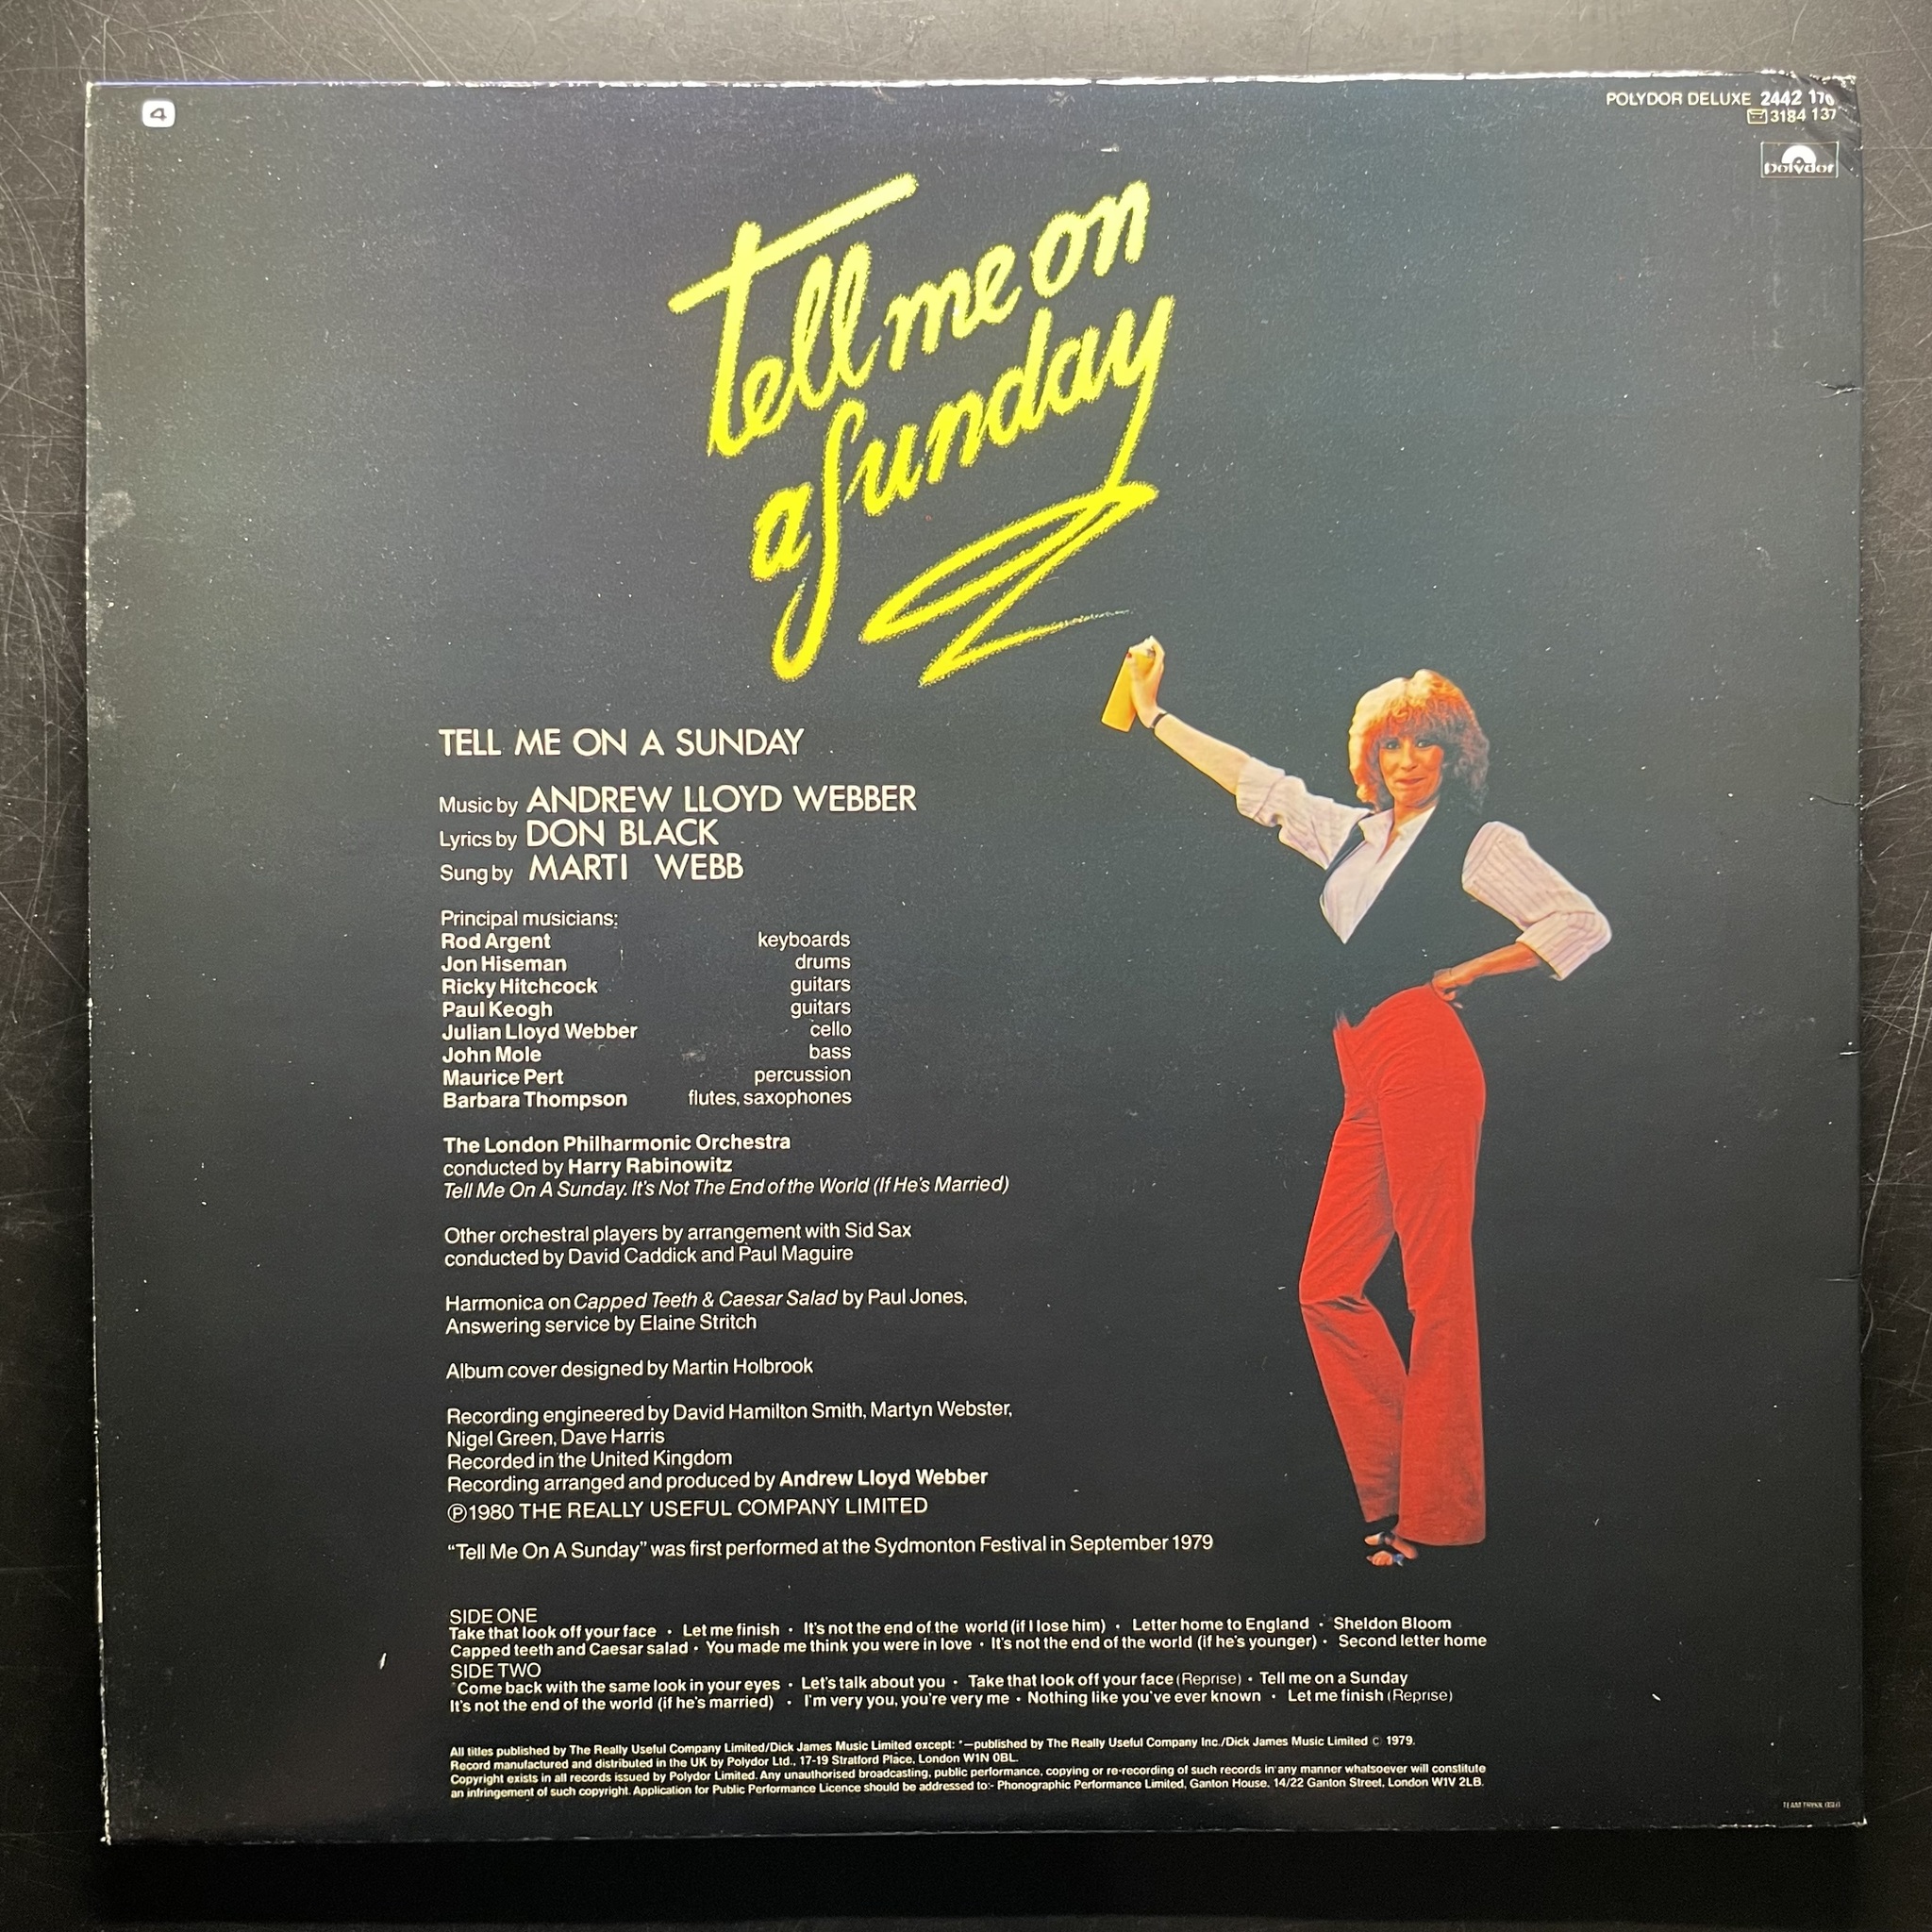 4
POLYDOR DELUXE 2442 170
3184 137
polydor
Tell me on
a Sunday
TELL ME ON A SUNDAY
Music by ANDREW LLOYD WEBBER
Lyrics by DON BLACK
Sung by MARTI WEBB
Principal musicians:
Rod Argent keyboards
Jon Hiseman drums
Ricky Hitchcock guitars
Paul Keogh guitars
Julian Lloyd Webber cello
John Mole bass
Maurice Pert percussion
Barbara Thompson flutes, saxophones
The London Philharmonic Orchestra
conducted by Harry Rabinowitz
Tell Me On A Sunday. It's Not The End of the World (If He's Married)
Other orchestral players by arrangement with Sid Sax
conducted by David Caddick and Paul Maguire
Harmonica on Capped Teeth & Caesar Salad by Paul Jones,
Answering service by Elaine Stritch
Album cover designed by Martin Holbrook
Recording engineered by David Hamilton Smith, Martyn Webster,
Nigel Green, Dave Harris
Recorded in the United Kingdom
Recording arranged and produced by Andrew Lloyd Webber
℗1980 THE REALLY USEFUL COMPANY LIMITED
“Tell Me On A Sunday” was first performed at the Sydmonton Festival in September 1979
SIDE ONE
Take that look off your face • Let me finish • It's not the end of the world (if I lose him) • Letter home to England • *Sheldon Bloom
Capped teeth and Caesar salad • You made me think you were in love • It's not the end of the world (if he's younger) • Second letter home
SIDE TWO
*Come back with the same look in your eyes • Let's talk about you • Take that look off your face (Reprise) • Tell me on a Sunday
It's not the end of the world (if he's married) • I'm very you, you're very me • Nothing like you've ever known • Let me finish (Reprise)
All titles published by The Really Useful Company Limited/Dick James Music Limited except: *—published by The Really Useful Company Inc./Dick James Music Limited © 1979.
Record manufactured and distributed in the UK by Polydor Ltd., 17-19 Stratford Place, London W1N 0BL.
Copyright exists in all records issued by Polydor Limited. Any unauthorised broadcasting, public performance, copying or re-recording of such records in any manner whatsoever will constitute
an infringement of such copyright. Application for Public Performance Licence should be addressed to:- Phonographic Performance Limited, Ganton House, 14/22 Ganton Street, London W1V 2LB.